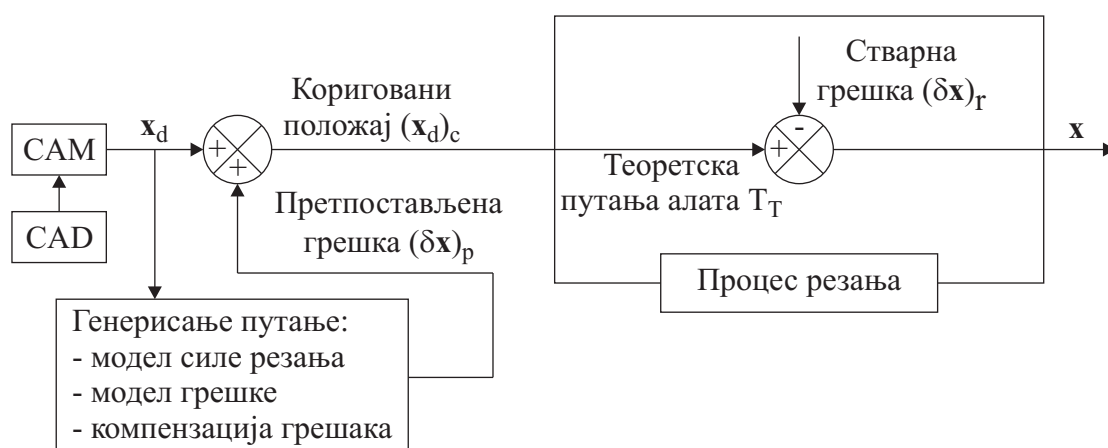 CAM
CAD
x_d
+
+
Кориговани
положај (x_d)_c
Претпостављена
грешка (δx)_p
Генерисање путање:
- модел силе резања
- модел грешке
- компензација грешака
Стварна
грешка (δx)_r
-
+
Теоретска
путања алата T_T
x
Процес резања